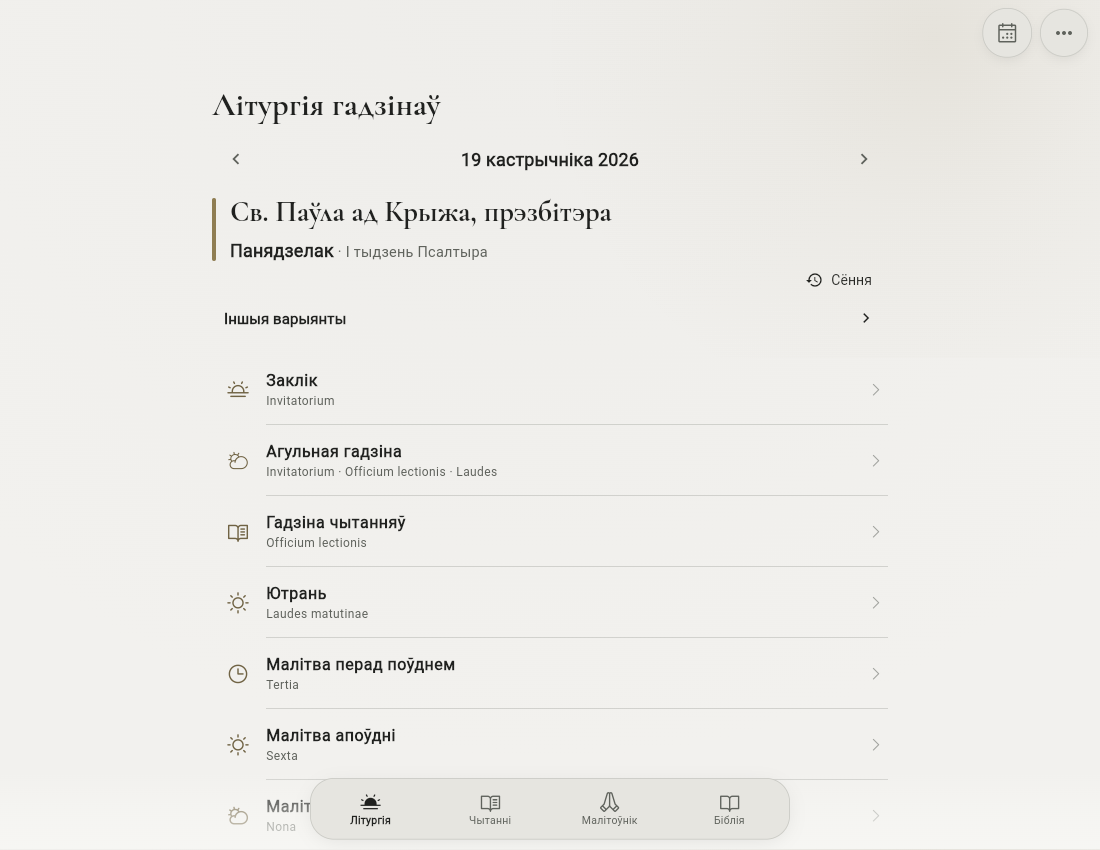 Літургія гадзінаў
19 кастрычніка 2026
Св. Паўла ад Крыжа, прэзбітэра
Панядзелак · I тыдзень Псалтыра
Сёння
Іншыя варыянты
Заклік
Invitatorium
Агульная гадзіна
Invitatorium · Officium lectionis · Laudes
Гадзіна чытанняў
Officium lectionis
Ютрань
Laudes matutinae
Малітва перад поўднем
Tertia
Малітва апоўдні
Sexta
Маліт
Nona
Літургія
Чытанні
Малітоўнік
Біблія